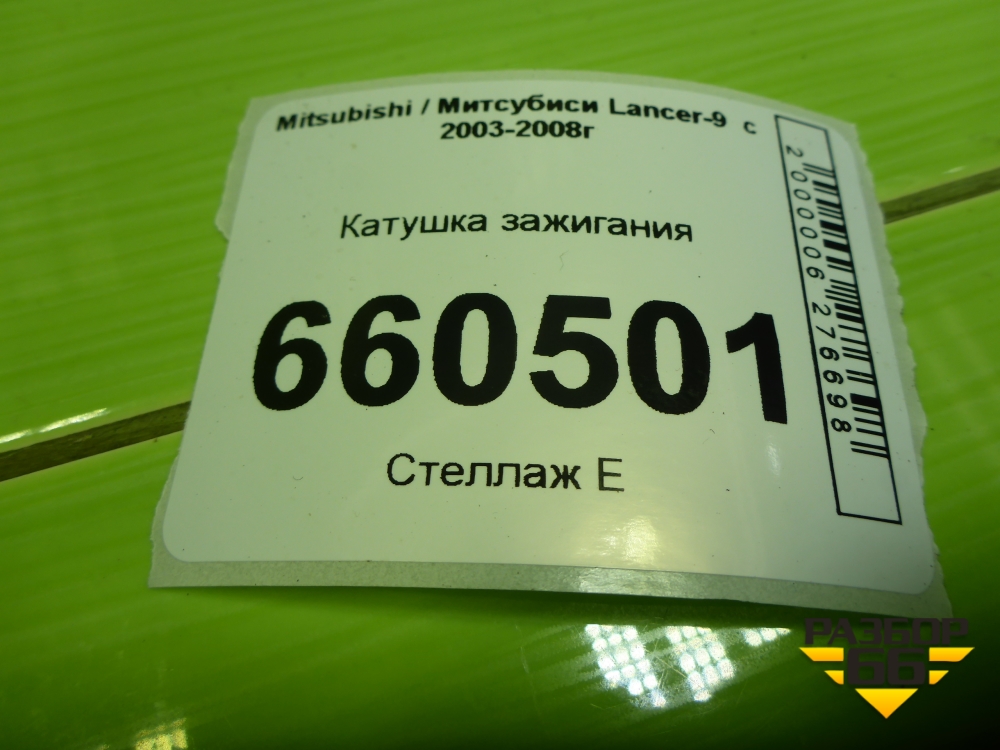 Mitsubishi / Митсубиси Lancer-9 с
2003-2008г
Катушка зажигания
660501
Стеллаж Е
2000006276698
РАЗБОР
66